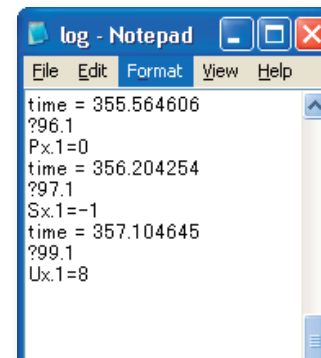 log - Notepad
File Edit Format View Help
time = 355.564606
?96.1
Px.1=0
time = 356.204254
?97.1
Sx.1=-1
time = 357.104645
?99.1
Ux.1=8